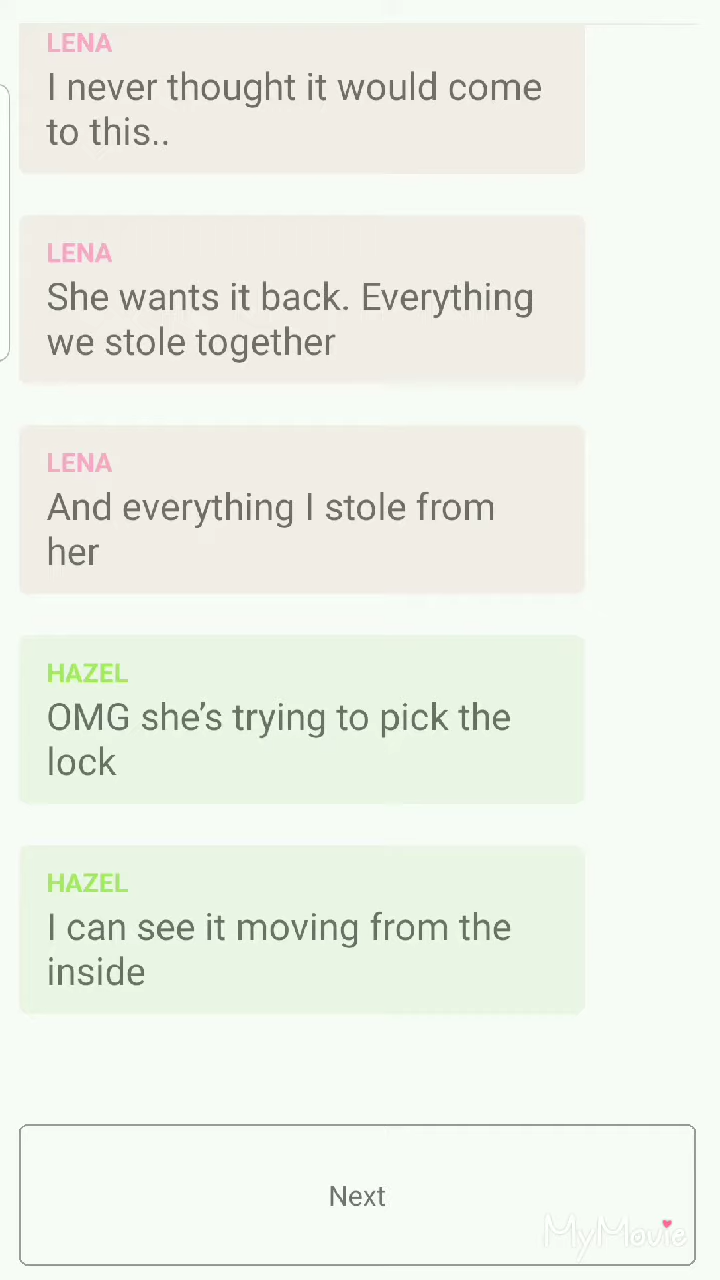 LENA
I never thought it would come
to this..
LENA
She wants it back. Everything
we stole together
LENA
And everything I stole from
her
HAZEL
OMG she’s trying to pick the
lock
HAZEL
I can see it moving from the
inside
Next
MyMovie